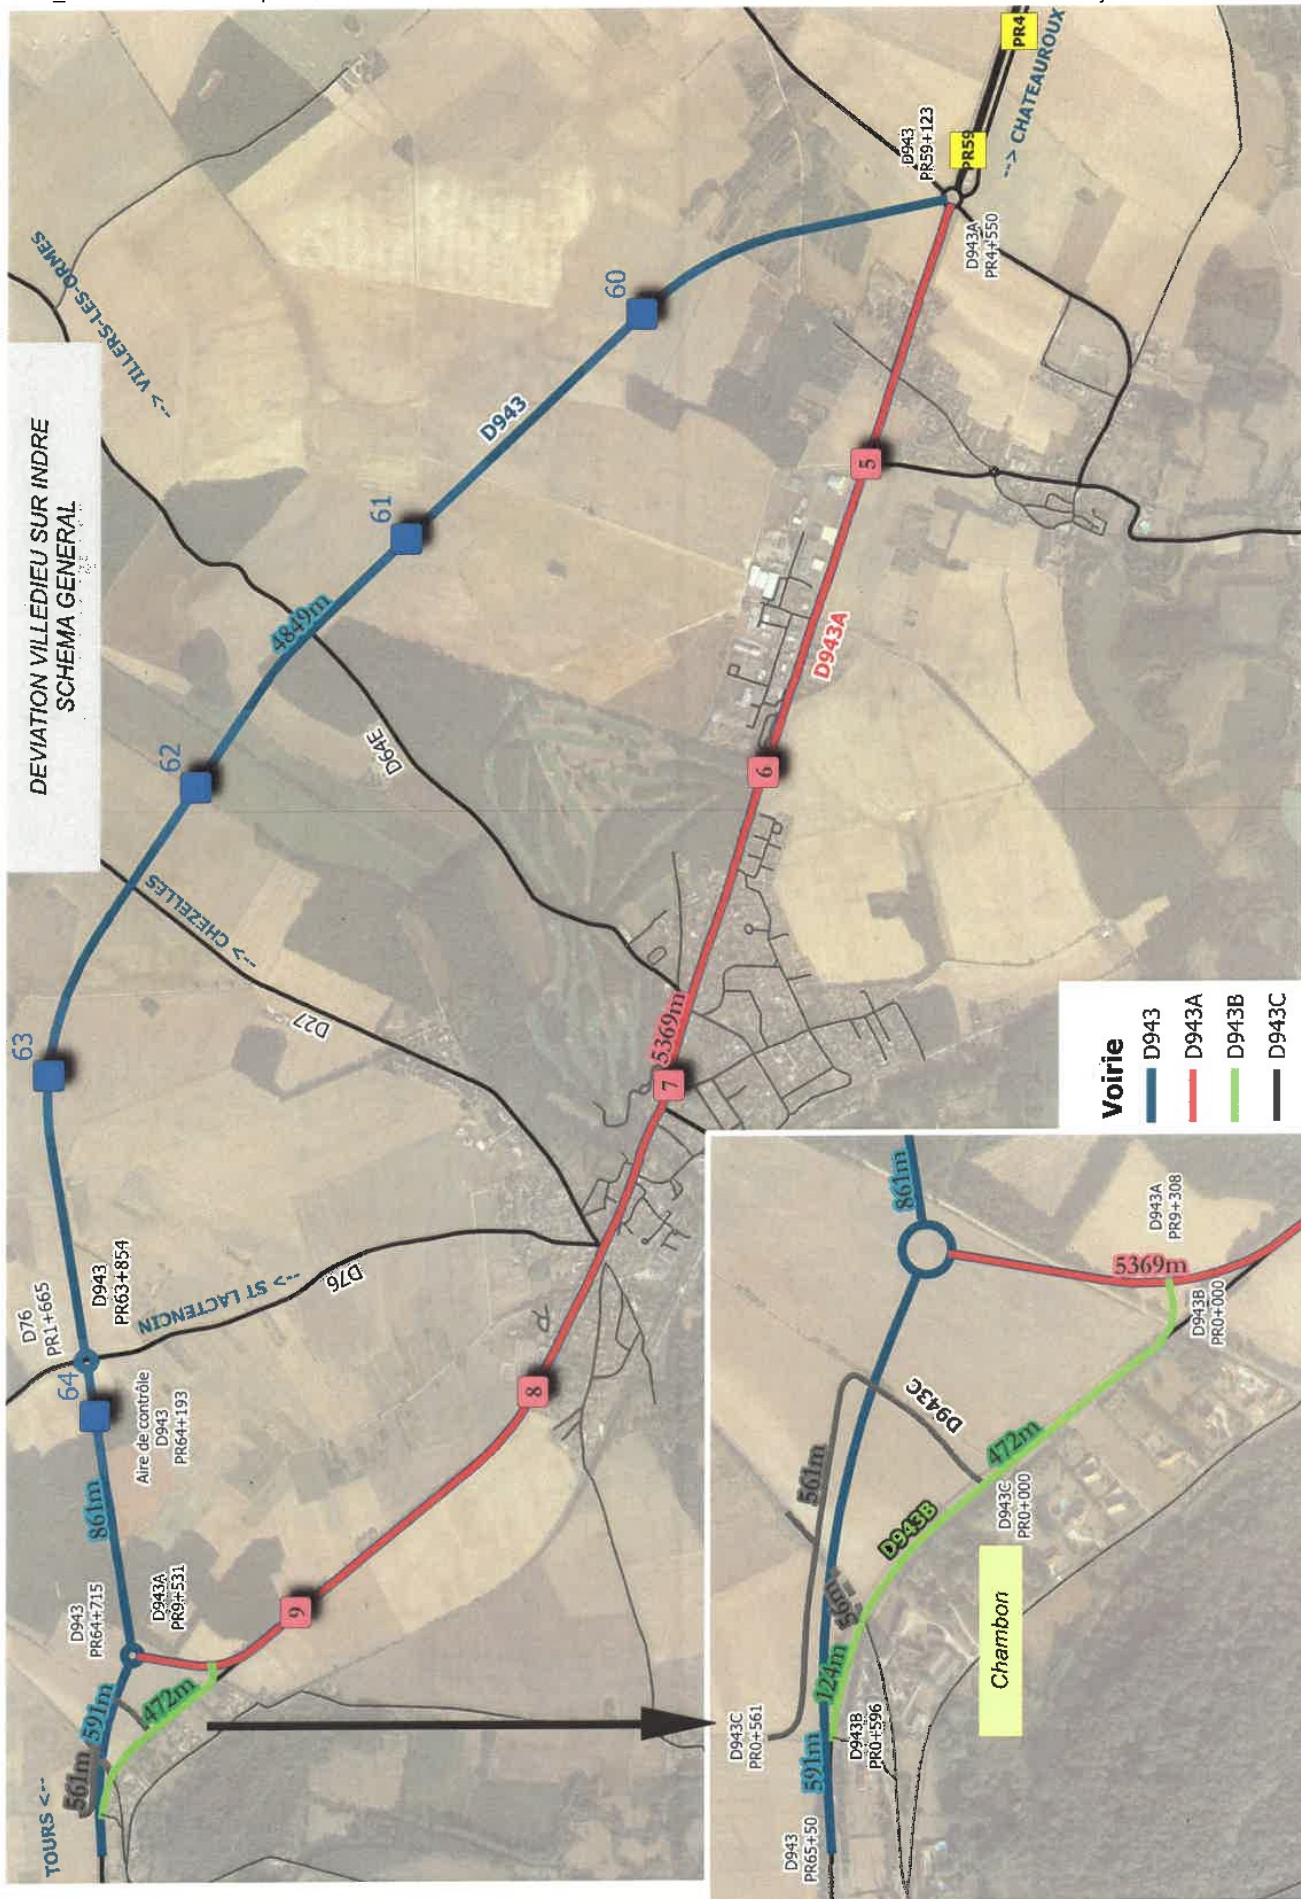 DEVIATION VILLEDIEU SUR INDRE
SCHEMA GENERAL
TOURS <--
--> VILLERS-LES-ORMES
--> CHEZELLES
--> ST LACTENCIN
--> CHATEAUROUX
561m
591m
472m
D943
PR64+715
D943A
PR9+531
861m
Aire de contrôle
D943
PR64+193
64
D76
PR1+665
D943
PR63+854
D76
63
D27
62
D64E
4849m
61
D943
60
D943
PR59+123
PR59
PR4
D943A
PR4+550
5
D943A
6
5369m
7
8
9
Voirie
D943
D943A
D943B
D943C
D943
PR65+50
591m
D943C
PR0+561
124m
D943B
PR0+596
56m
561m
D943B
D943C
D943C
PR0+000
472m
Chambon
861m
5369m
D943A
PR9+308
D943B
PR0+000